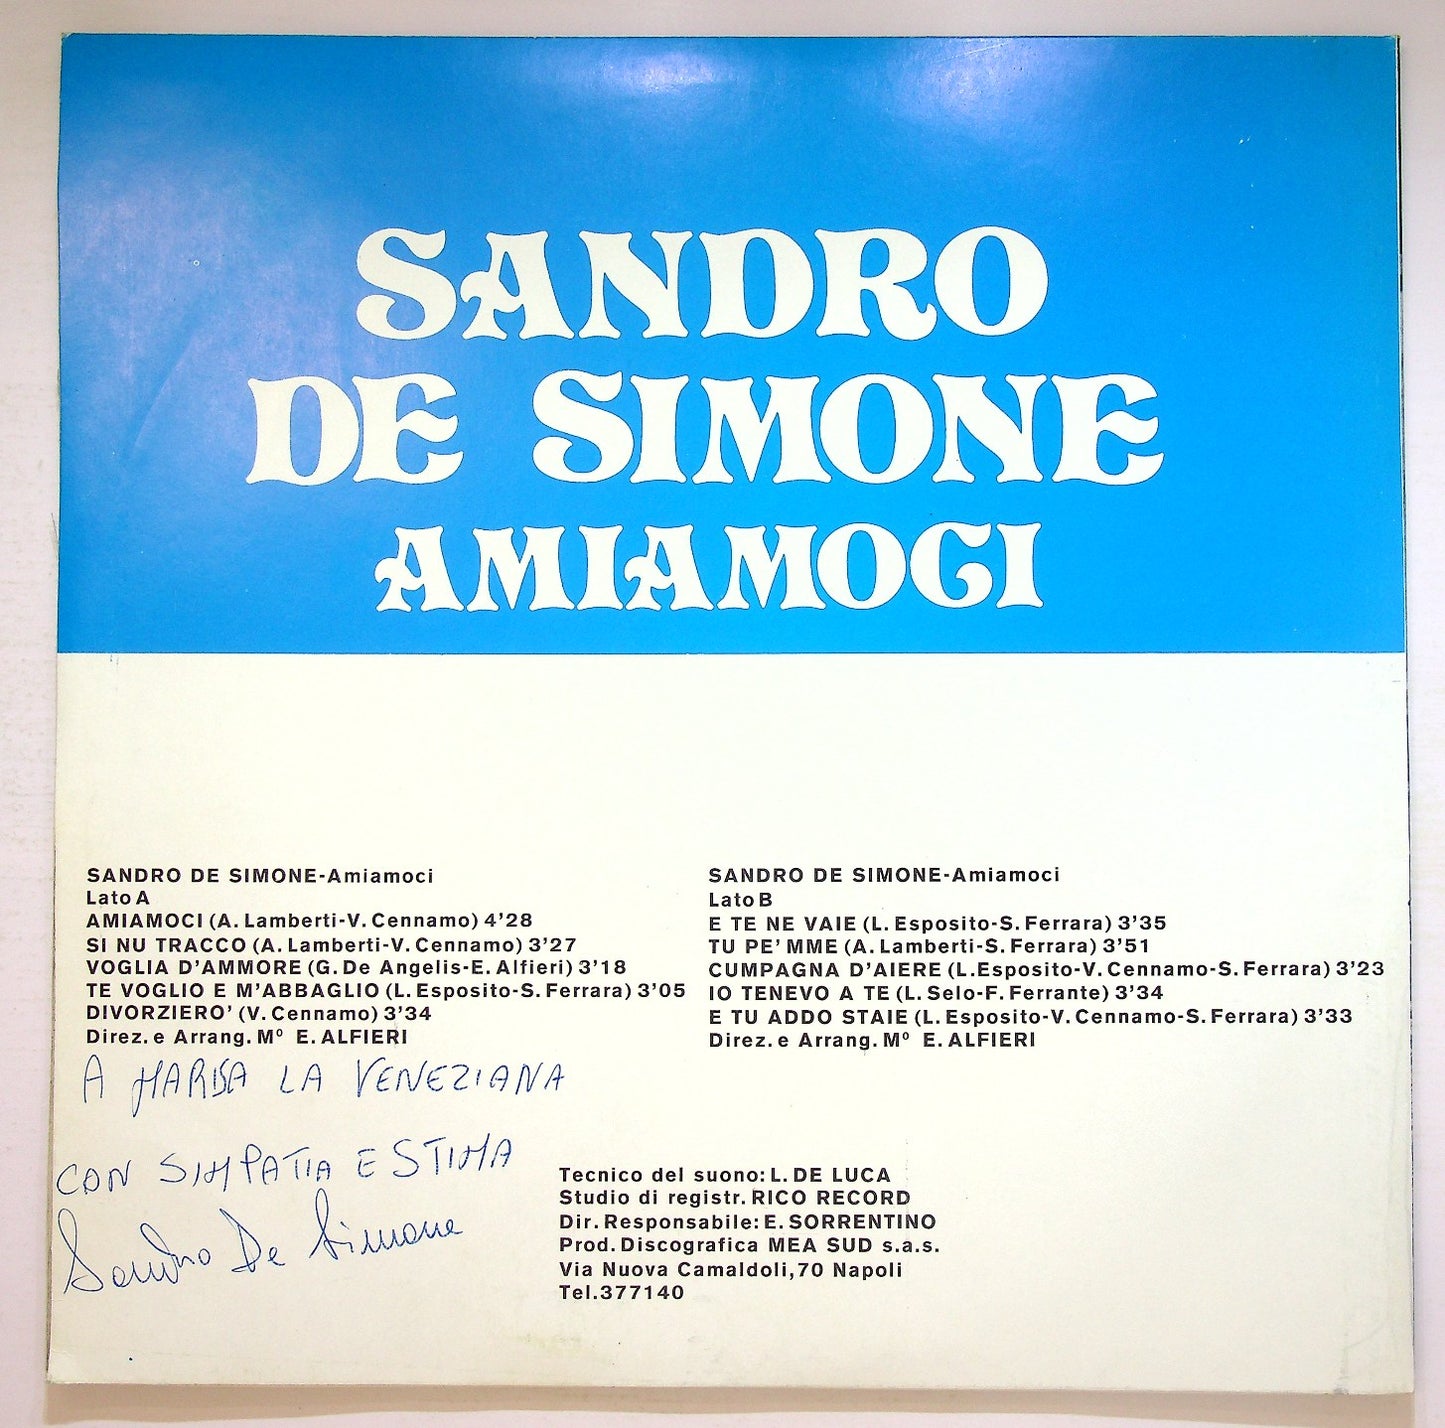 SANDRO
DE SIMONE
AMIAMOCI
SANDRO DE SIMONE-Amiamoci
Lato A
AMIAMOCI (A. Lamberti-V. Cennamo) 4'28
SI NU TRACCO (A. Lamberti-V. Cennamo) 3'27
VOGLIA D'AMMORE (G. De Angelis-E. Alfieri) 3'18
TE VOGLIO E M'ABBAGLIO (L. Esposito-S. Ferrara) 3'05
DIVORZIERO' (V. Cennamo) 3'34
Direz. e Arrang. Mº E. ALFIERI
SANDRO DE SIMONE-Amiamoci
Lato B
E TE NE VAIE (L. Esposito-S. Ferrara) 3'35
TU PE' MME (A. Lamberti-S. Ferrara) 3'51
CUMPAGNA D'AIERE (L. Esposito-V. Cennamo-S. Ferrara) 3'23
IO TENEVO A TE (L. Selo-F. Ferrante) 3'34
E TU ADDO STAIE (L. Esposito-V. Cennamo-S. Ferrara) 3'33
Direz. e Arrang. Mº E. ALFIERI
A MARISA LA VENEZIANA
CON SIMPATIA E STIMA
Sandro De Simone
Tecnico del suono: L. DE LUCA
Studio di registr. RICO RECORD
Dir. Responsabile: E. SORRENTINO
Prod. Discografica MEA SUD s.a.s.
Via Nuova Camaldoli, 70 Napoli
Tel. 377140